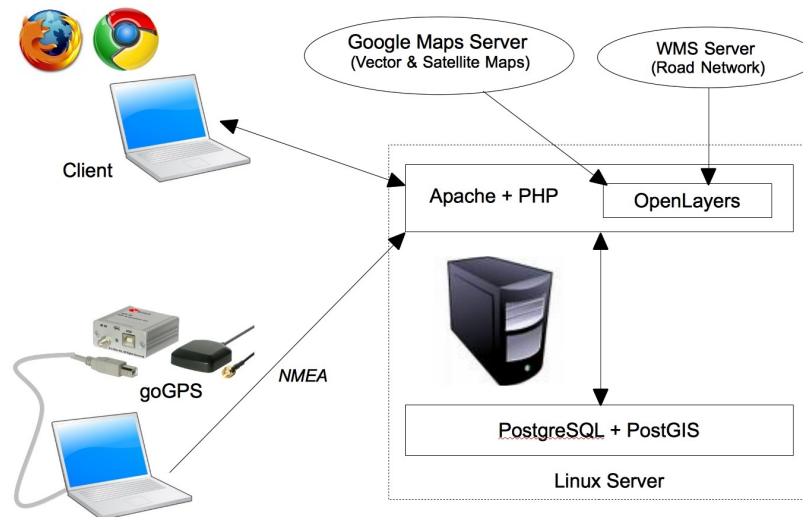 Google Maps Server
(Vector & Satellite Maps)
WMS Server
(Road Network)
Client
Apache + PHP
OpenLayers
goGPS
NMEA
PostgreSQL + PostGIS
Linux Server